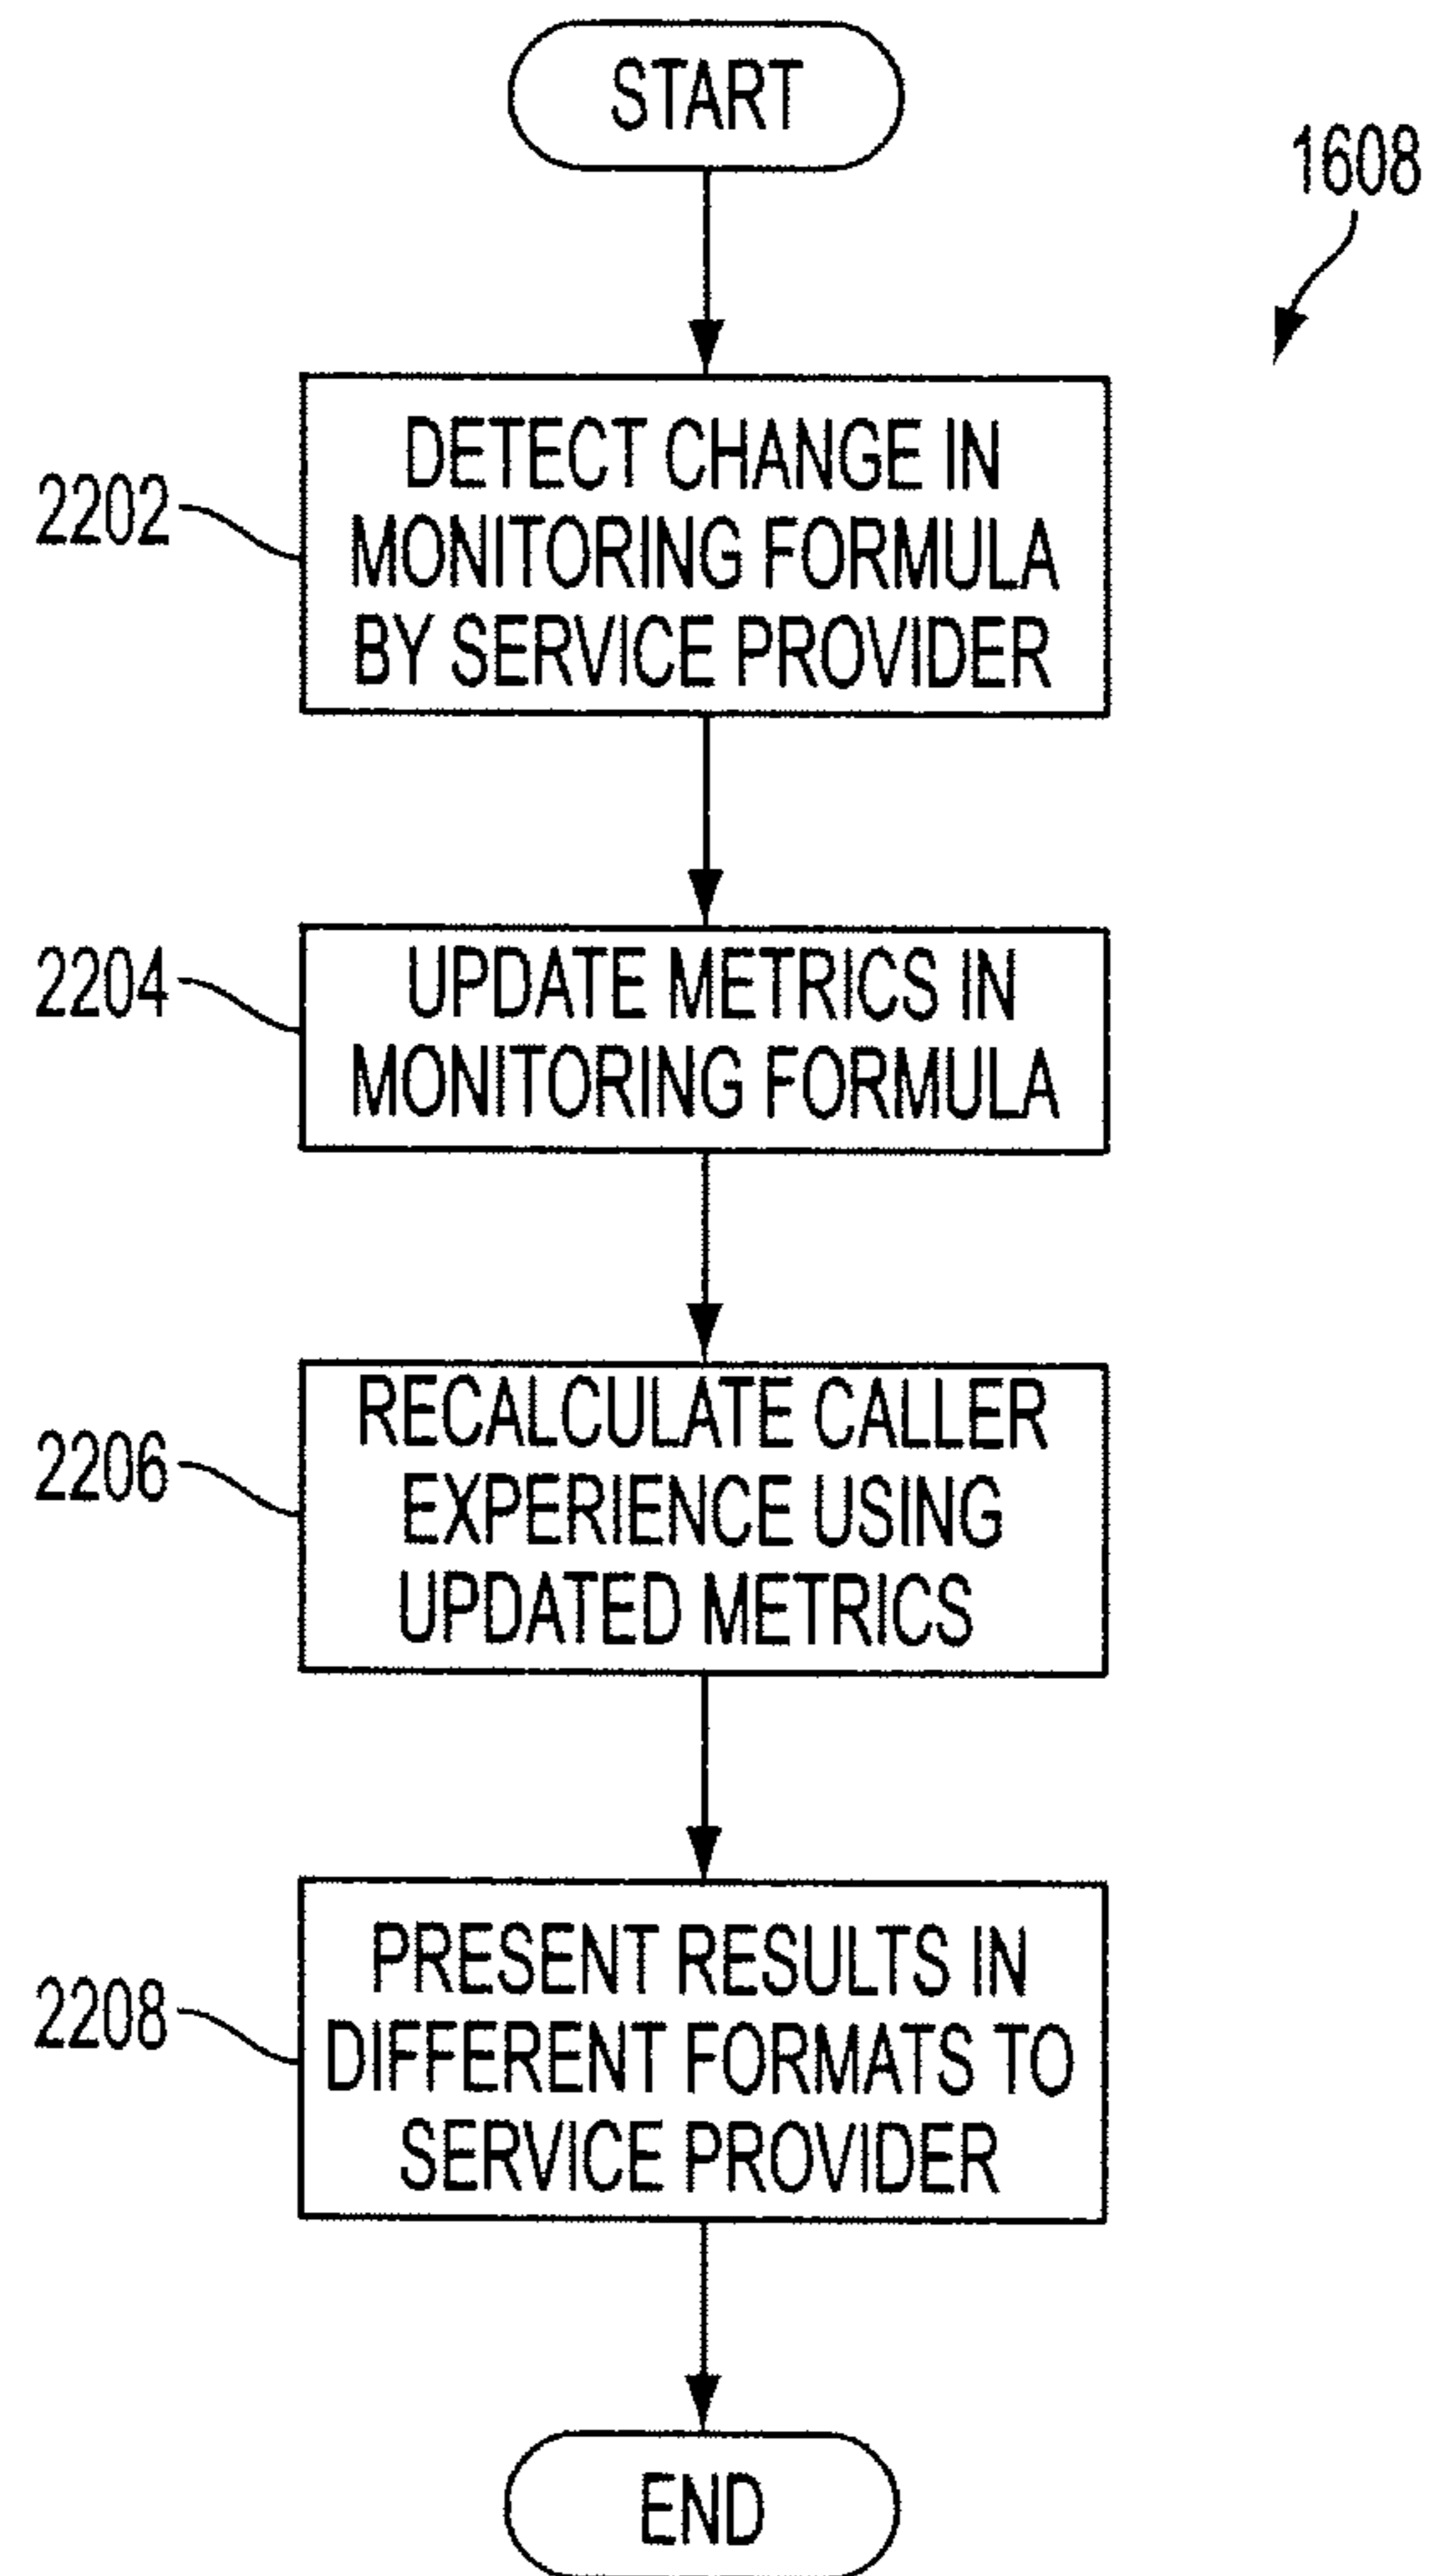 START
1608
2202
DETECT CHANGE IN
MONITORING FORMULA
BY SERVICE PROVIDER
2204
UPDATE METRICS IN
MONITORING FORMULA
2206
RECALCULATE CALLER
EXPERIENCE USING
UPDATED METRICS
2208
PRESENT RESULTS IN
DIFFERENT FORMATS TO
SERVICE PROVIDER
END